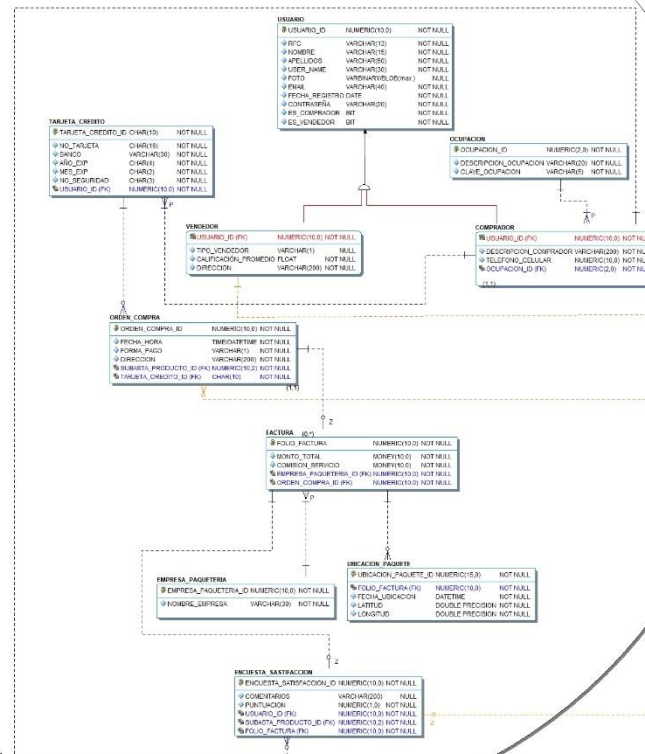 USUARIO
USUARIO_ID NUMERIC(10,0) NOT NULL
RFC VARCHAR(13) NOT NULL
NOMBRE VARCHAR(15) NOT NULL
APELLIDOS VARCHAR(50) NOT NULL
USER_NAME VARCHAR(30) NOT NULL
FOTO VARBINARY/BLOB(max) NULL
EMAIL VARCHAR(40) NOT NULL
FECHA_REGISTRO DATE NOT NULL
CONTRASEÑA VARCHAR(20) NOT NULL
ES_COMPRADOR BIT NOT NULL
ES_VENDEDOR BIT NOT NULL
TARJETA_CREDITO
TARJETA_CREDITO_ID CHAR(10) NOT NULL
NO_TARJETA CHAR(16) NOT NULL
BANCO VARCHAR(30) NOT NULL
AÑO_EXP CHAR(4) NOT NULL
MES_EXP CHAR(2) NOT NULL
NO_SEGURIDAD CHAR(3) NOT NULL
USUARIO_ID (FK) NUMERIC(10,0) NOT NULL
P
OCUPACION
OCUPACION_ID NUMERIC(2,0) NOT NULL
DESCRIPCION_OCUPACION VARCHAR(20) NOT NULL
CLAVE_OCUPACION VARCHAR(5) NOT NULL
P
VENDEDOR
USUARIO_ID (FK) NUMERIC(10,0) NOT NULL
TIPO_VENDEDOR VARCHAR(1) NULL
CALIFICACIÓN_PROMEDIO FLOAT NOT NULL
DIRECCION VARCHAR(200) NOT NULL
COMPRADOR
USUARIO_ID (FK) NUMERIC(10,0) NOT NU
DESCRIPCION_COMPRADOR VARCHAR(200) NOT NU
TELEFONO_CELULAR NUMERIC(10,0) NOT NU
OCUPACION_ID (FK) NUMERIC(2,0) NOT NU
(1,1)
ORDEN_COMPRA
ORDEN_COMPRA_ID NUMERIC(10,0) NOT NULL
FECHA_HORA TIME/DATETIME NOT NULL
FORMA_PAGO VARCHAR(1) NOT NULL
DIRECCION VARCHAR(200) NOT NULL
SUBASTA_PRODUCTO_ID (FK) NUMERIC(10,2) NOT NULL
TARJETA_CREDITO_ID (FK) CHAR(10) NOT NULL
(1,1)
Z
FACTURA (0,*)
FOLIO_FACTURA NUMERIC(10,0) NOT NULL
MONTO_TOTAL MONEY(10,0) NOT NULL
COMISION_SERVICIO MONEY(10,0) NOT NULL
EMPRESA_PAQUETERIA_ID (FK) NUMERIC(10,0) NOT NULL
ORDEN_COMPRA_ID (FK) NUMERIC(10,0) NOT NULL
P
EMPRESA_PAQUETERIA
EMPRESA_PAQUETERIA_ID NUMERIC(10,0) NOT NULL
NOMBRE_EMPRESA VARCHAR(30) NOT NULL
UBICACION_PAQUETE
UBICACION_PAQUETE_ID NUMERIC(15,0) NOT NULL
FOLIO_FACTURA (FK) NUMERIC(10,0) NOT NULL
FECHA_UBICACION DATETIME NOT NULL
LATITUD DOUBLE PRECISION NOT NULL
LONGITUD DOUBLE PRECISION NOT NULL
Z
ENCUESTA_SASTIFACCION
ENCUESTA_SATISFACCION_ID NUMERIC(10,0) NOT NULL
COMENTARIOS VARCHAR(200) NULL
PUNTUACION NUMERIC(1,0) NOT NULL
USUARIO_ID (FK) NUMERIC(10,0) NOT NULL
SUBASTA_PRODUCTO_ID (FK) NUMERIC(10,2) NOT NULL
FOLIO_FACTURA (FK) NUMERIC(10,0) NOT NULL
Z